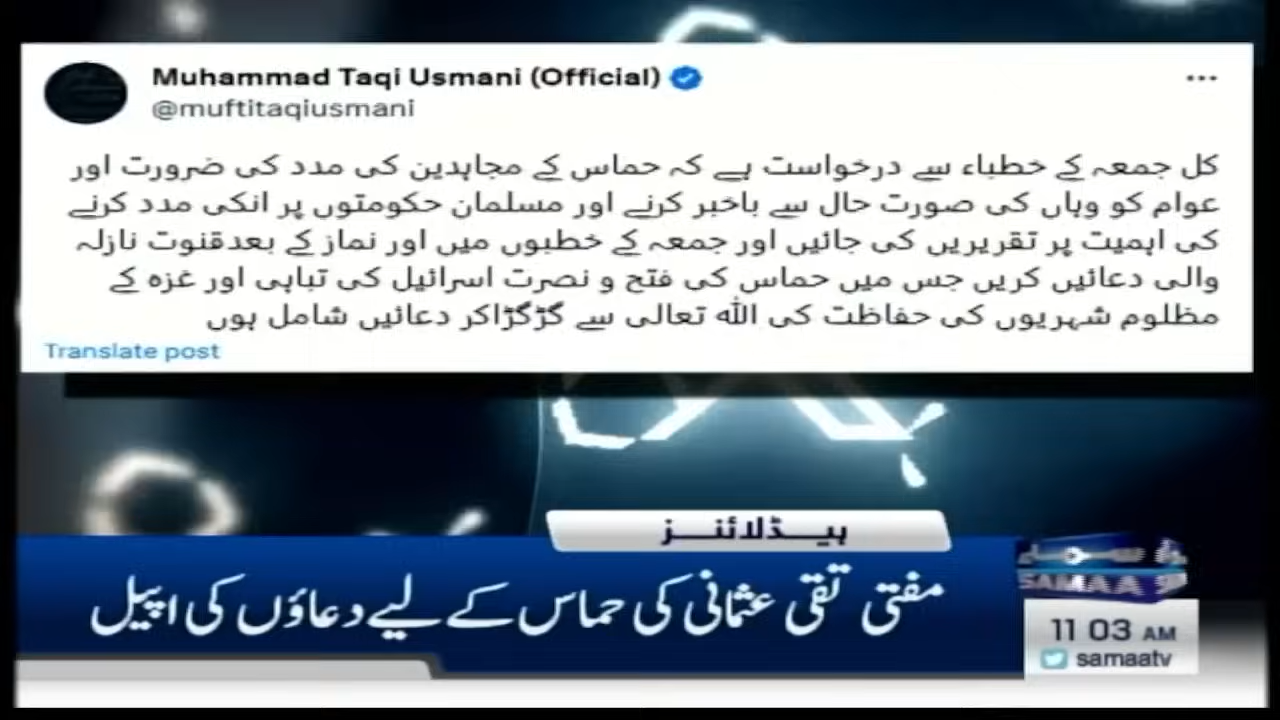 Muhammad Taqi Usmani (Official)
@muftitaqiusmani
کل جمعہ کے خطباء سے درخواست ہے کہ حماس کے مجاہدین کی مدد کی ضرورت اور
عوام کو وہاں کی صورت حال سے باخبر کرنے اور مسلمان حکومتوں پر انکی مدد کرنے
کی اہمیت پر تقریریں کی جائیں اور جمعہ کے خطبوں میں اور نماز کے بعدقنوت نازلہ
والی دعائیں کریں جس میں حماس کی فتح و نصرت اسرائیل کی تباہی اور غزہ کے
مظلوم شہریوں کی حفاظت کی اللہ تعالی سے گڑگڑاکر دعائیں شامل ہوں
Translate post
ہیڈلائنز
مفتی تقی عثمانی کی حماس کے لیے دعاؤں کی اپیل
سماء
SAMAA
11 03 AM
samaatv